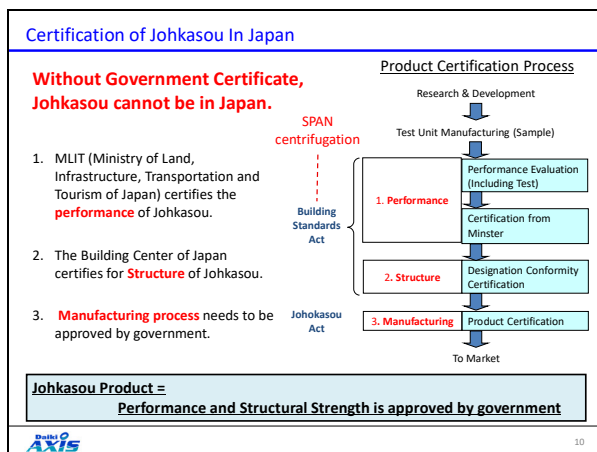 Certification of Johkasou In Japan
Without Government Certificate,
Johkasou cannot be in Japan.
1. MLIT (Ministry of Land,
Infrastructure, Transportation and
Tourism of Japan) certifies the
performance of Johkasou.
2. The Building Center of Japan
certifies for Structure of Johkasou.
3. Manufacturing process needs to be
approved by government.
Product Certification Process
Research & Development
SPAN
centrifugation
Test Unit Manufacturing (Sample)
Building
Standards
Act
1. Performance
Performance Evaluation
(Including Test)
Certification from
Minster
2. Structure
Designation Conformity
Certification
Johokasou
Act
3. Manufacturing
Product Certification
To Market
Johkasou Product =
Performance and Structural Strength is approved by government
Daiki
AXIS
10